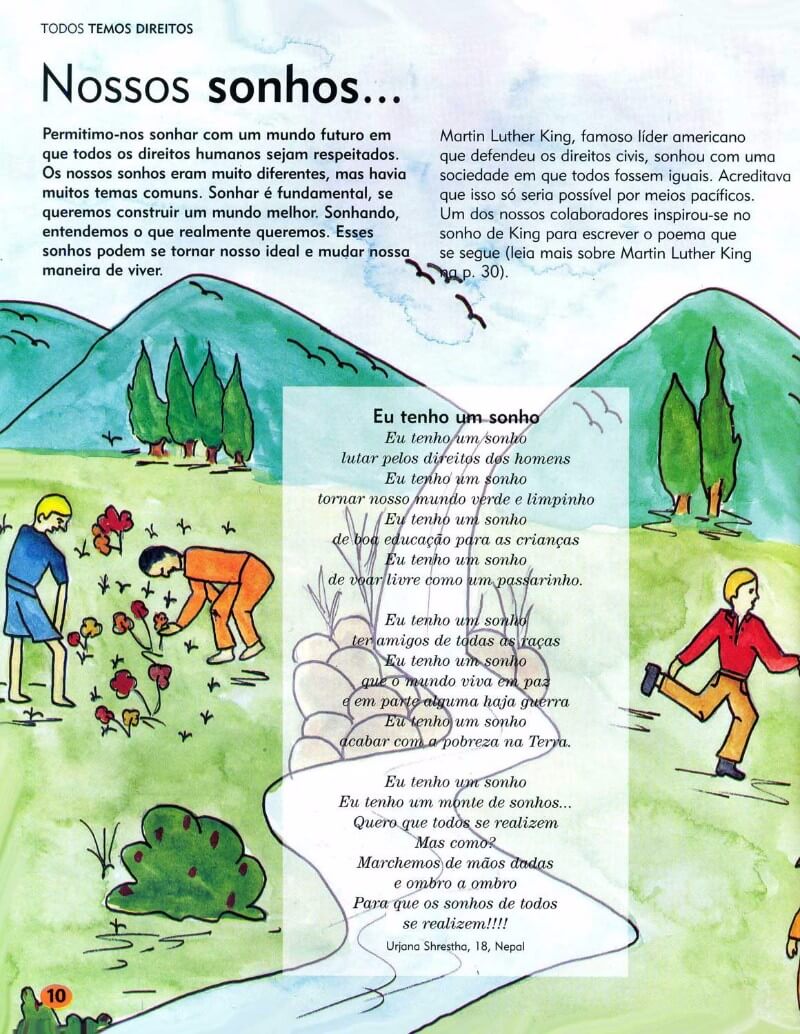 TODOS TEMOS DIREITOS
Nossos sonhos...
Permitimo-nos sonhar com um mundo futuro em
que todos os direitos humanos sejam respeitados.
Os nossos sonhos eram muito diferentes, mas havia
muitos temas comuns. Sonhar é fundamental, se
queremos construir um mundo melhor. Sonhando,
entendemos o que realmente queremos. Esses
sonhos podem se tornar nosso ideal e mudar nossa
maneira de viver.
Martin Luther King, famoso líder americano
que defendeu os direitos civis, sonhou com uma
sociedade em que todos fossem iguais. Acreditava
que isso só seria possível por meios pacíficos.
Um dos nossos colaboradores inspirou-se no
sonho de King para escrever o poema que
se segue (leia mais sobre Martin Luther King
na p. 30).
Eu tenho um sonho
Eu tenho um sonho
lutar pelos direitos dos homens
Eu tenho um sonho
tornar nosso mundo verde e limpinho
Eu tenho um sonho
de boa educação para as crianças
Eu tenho um sonho
de voar livre como um passarinho.
Eu tenho um sonho
ter amigos de todas as raças
Eu tenho um sonho
que o mundo viva em paz
e em parte alguma haja guerra
Eu tenho um sonho
acabar com a pobreza na Terra.
Eu tenho um sonho
Eu tenho um monte de sonhos...
Quero que todos se realizem
Mas como?
Marchemos de mãos dadas
e ombro a ombro
Para que os sonhos de todos
se realizem!!!!
Urjana Shrestha, 18, Nepal
10